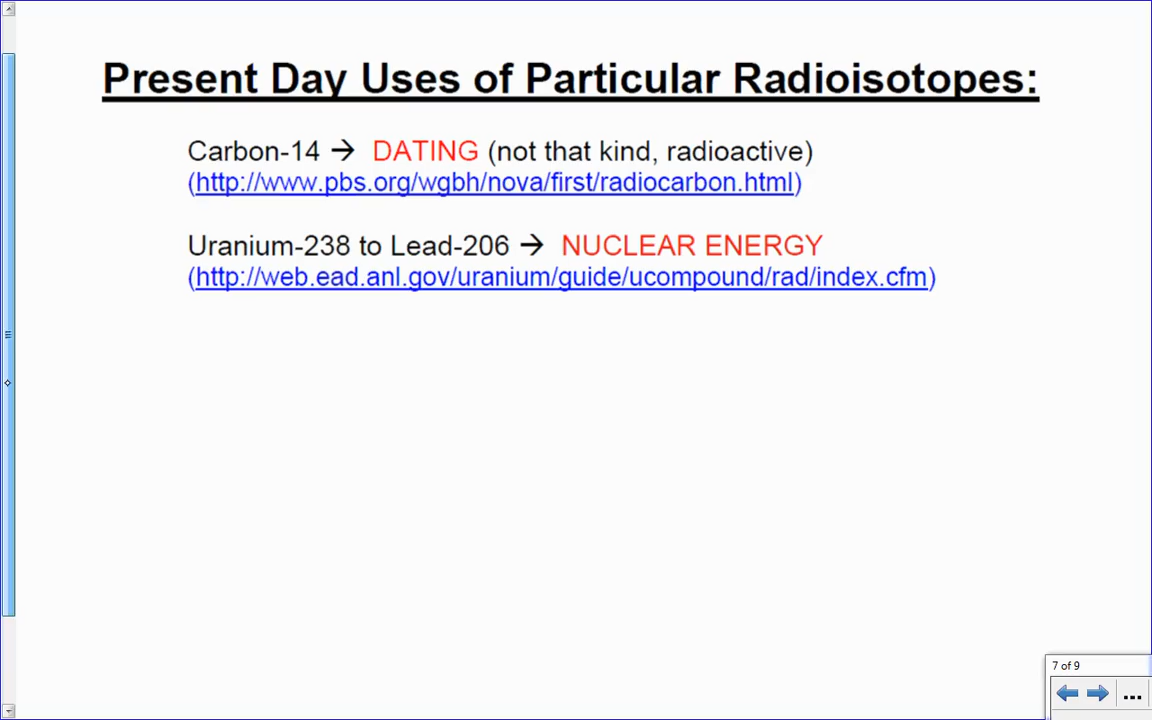 Present Day Uses of Particular Radioisotopes:
Carbon-14 → DATING (not that kind, radioactive)
(http://www.pbs.org/wgbh/nova/first/radiocarbon.html)
Uranium-238 to Lead-206 → NUCLEAR ENERGY
(http://web.ead.anl.gov/uranium/guide/ucompound/rad/index.cfm)
7 of 9
...